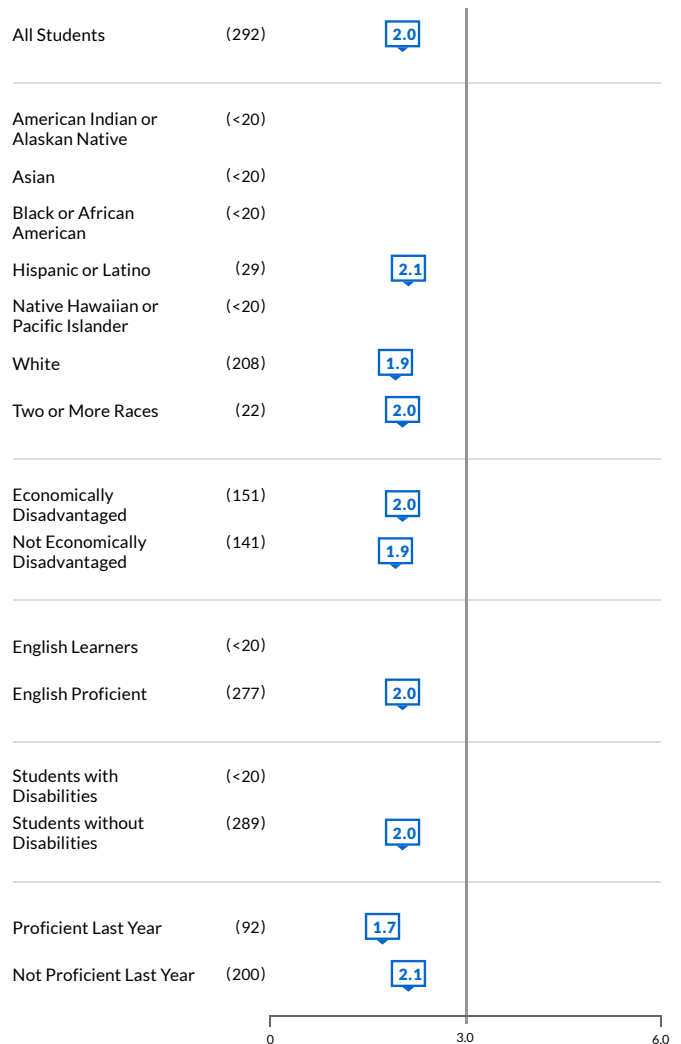 All Students (292) 2.0
American Indian or (<20)
Alaskan Native
Asian (<20)
Black or African (<20)
American
Hispanic or Latino (29) 2.1
Native Hawaiian or (<20)
Pacific Islander
White (208) 1.9
Two or More Races (22) 2.0
Economically (151) 2.0
Disadvantaged
Not Economically (141) 1.9
Disadvantaged
English Learners (<20)
English Proficient (277) 2.0
Students with (<20)
Disabilities
Students without (289) 2.0
Disabilities
Proficient Last Year (92) 1.7
Not Proficient Last Year (200) 2.1
0 3.0 6.0